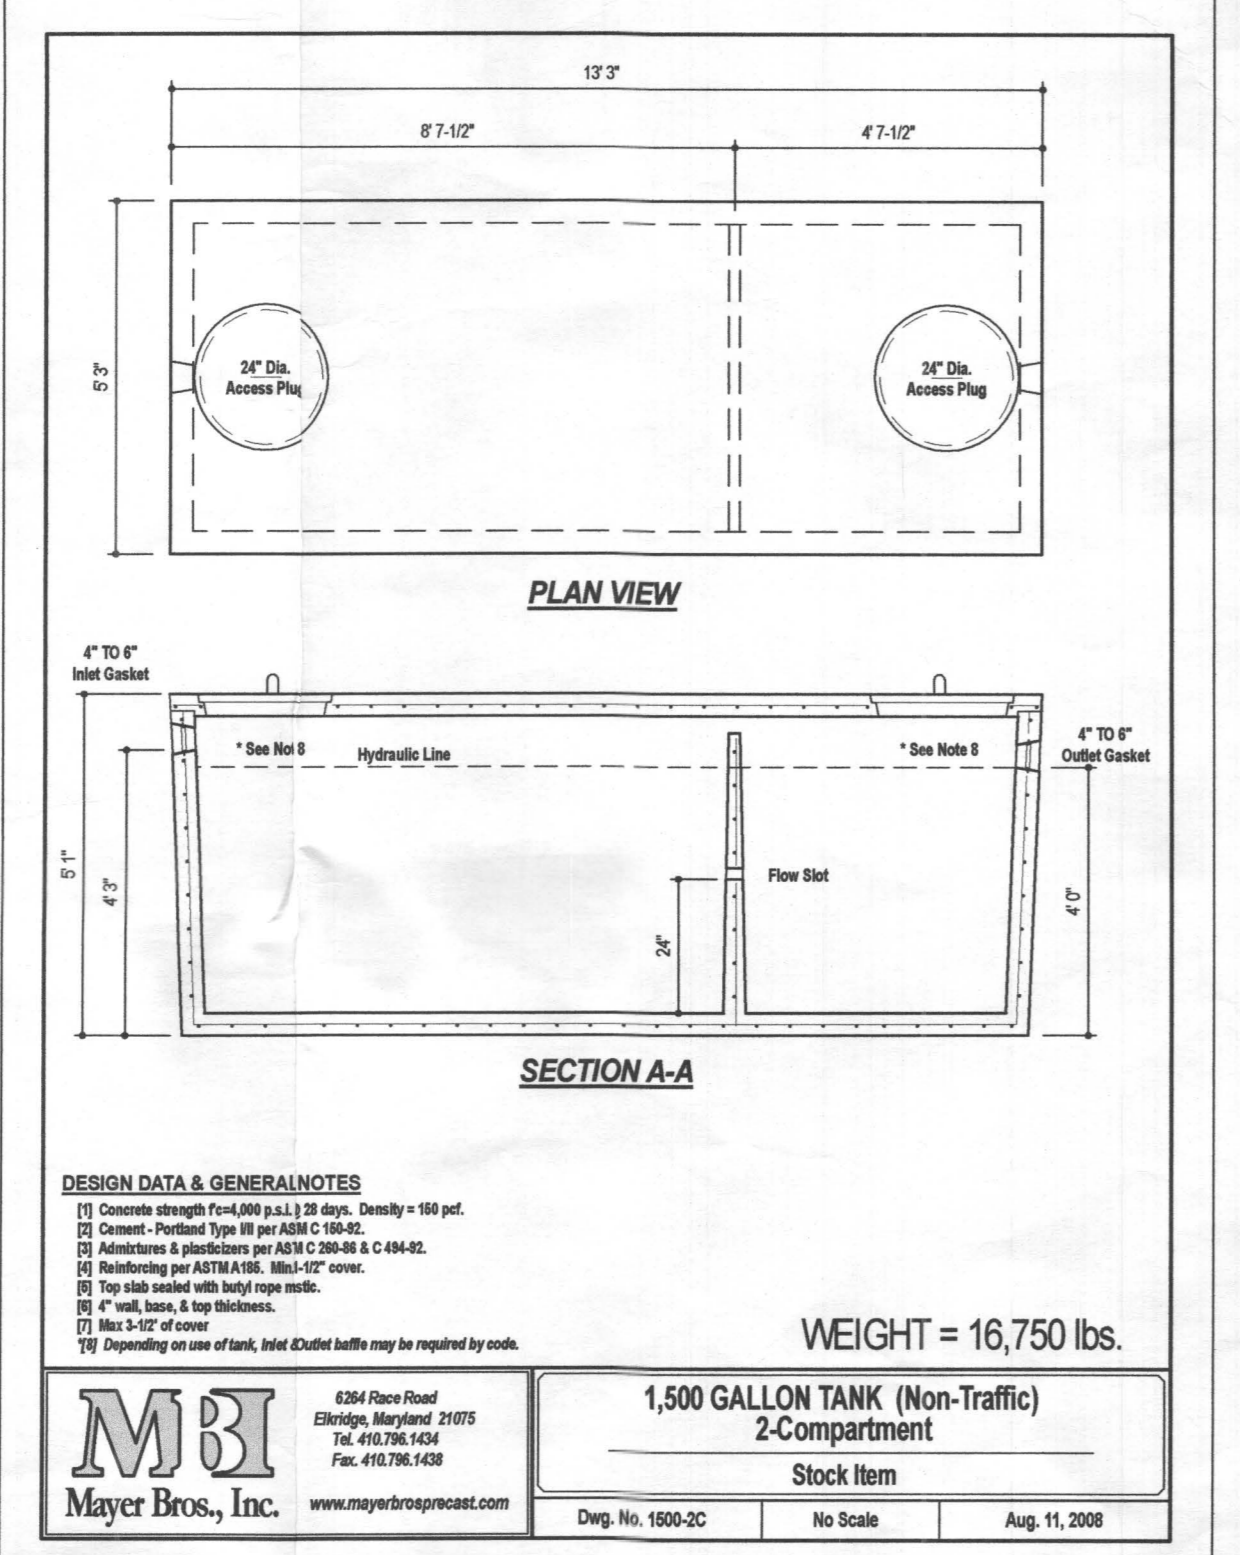 13' 3"
8' 7-1/2"
4' 7-1/2"
5' 3"
24" Dia.
Access Plug
24" Dia.
Access Plug
PLAN VIEW
4" TO 6"
Inlet Gasket
* See Not 8
Hydraulic Line
* See Note 8
4" TO 6"
Outlet Gasket
5' 1"
4' 3"
Flow Slot
24"
4' 0"
SECTION A-A
DESIGN DATA & GENERALNOTES
[1] Concrete strength f'c=4,000 p.s.i. @ 28 days. Density = 150 pcf.
[2] Cement - Portland Type I/II per ASM C 150-92.
[3] Admixtures & plasticizers per ASM C 260-86 & C 494-92.
[4] Reinforcing per ASTM A185. Min.1-1/2" cover.
[5] Top slab sealed with butyl rope mstic.
[6] 4" wall, base, & top thickness.
[7] Max 3-1/2' of cover
*[8] Depending on use of tank, Inlet &Outlet baffle may be required by code.
WEIGHT = 16,750 lbs.
MBI
Mayer Bros., Inc.
6264 Race Road
Elkridge, Maryland 21075
Tel. 410.796.1434
Fax. 410.796.1438
www.mayerbrosprecast.com
1,500 GALLON TANK (Non-Traffic)
2-Compartment
Stock Item
Dwg. No. 1500-2C
No Scale
Aug. 11, 2008